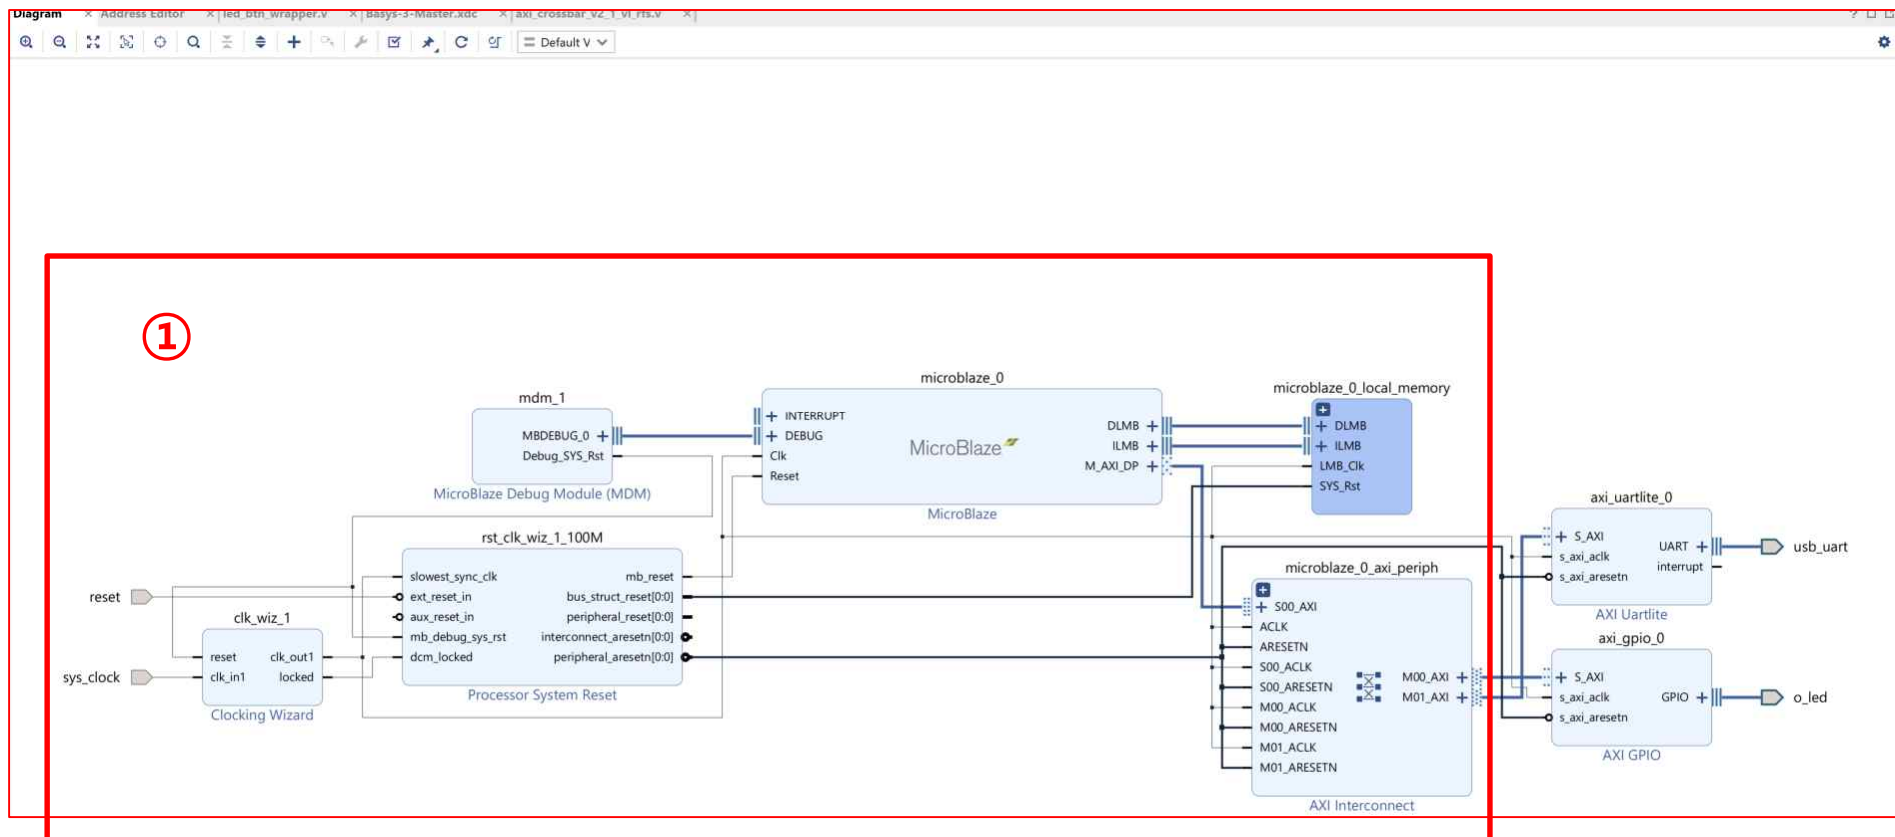 Diagram × Address Editor × led_btn_wrapper.v × Basys-3-Master.xdc × axi_crossbar_v2_1_vl_rfs.v ×
Default V
①
mdm_1
MBDEBUG_0
Debug_SYS_Rst
MicroBlaze Debug Module (MDM)
microblaze_0
INTERRUPT
DEBUG
Clk
Reset
MicroBlaze
DLMB
ILMB
M_AXI_DP
MicroBlaze
microblaze_0_local_memory
DLMB
ILMB
LMB_Clk
SYS_Rst
rst_clk_wiz_1_100M
slowest_sync_clk
ext_reset_in
aux_reset_in
mb_debug_sys_rst
dcm_locked
mb_reset
bus_struct_reset[0:0]
peripheral_reset[0:0]
interconnect_aresetn[0:0]
peripheral_aresetn[0:0]
Processor System Reset
reset
sys_clock
clk_wiz_1
reset
clk_in1
clk_out1
locked
Clocking Wizard
microblaze_0_axi_periph
S00_AXI
ACLK
ARESETN
S00_ACLK
S00_ARESETN
M00_ACLK
M00_ARESETN
M01_ACLK
M01_ARESETN
M00_AXI
M01_AXI
AXI Interconnect
axi_uartlite_0
S_AXI
s_axi_aclk
s_axi_aresetn
UART
interrupt
AXI Uartlite
usb_uart
axi_gpio_0
S_AXI
s_axi_aclk
s_axi_aresetn
GPIO
AXI GPIO
o_led